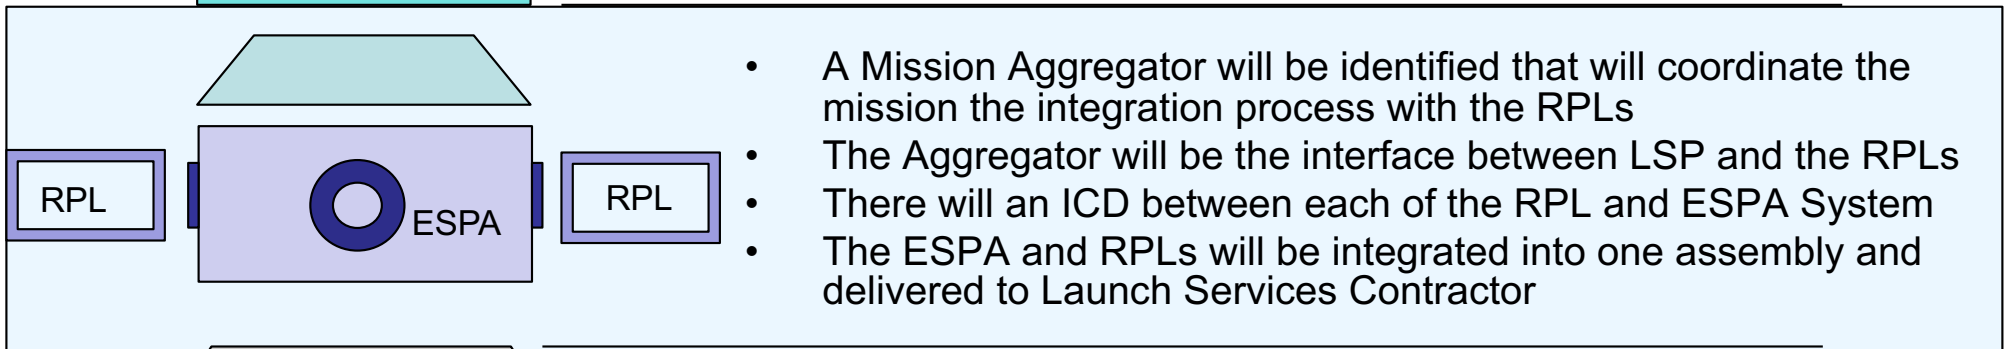 RPL
ESPA
RPL
• A Mission Aggregator will be identified that will coordinate the
mission the integration process with the RPLs
• The Aggregator will be the interface between LSP and the RPLs
• There will an ICD between each of the RPL and ESPA System
• The ESPA and RPLs will be integrated into one assembly and
delivered to Launch Services Contractor